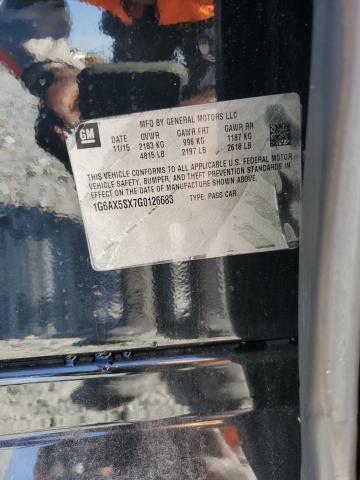 GM
MFD BY GENERAL MOTORS LLC
DATE GVWR GAWR FRT GAWR RR
11/15 2183 KG 996 KG 1187 KG
4815 LB 2197 LB 2618 LB
THIS VEHICLE CONFORMS TO ALL APPLICABLE U.S. FEDERAL MOTOR
VEHICLE SAFETY, BUMPER, AND THEFT PREVENTION STANDARDS IN
EFFECT ON THE DATE OF MANUFACTURE SHOWN ABOVE.
1G6AX5SX7G0126683 TYPE: PASS CAR